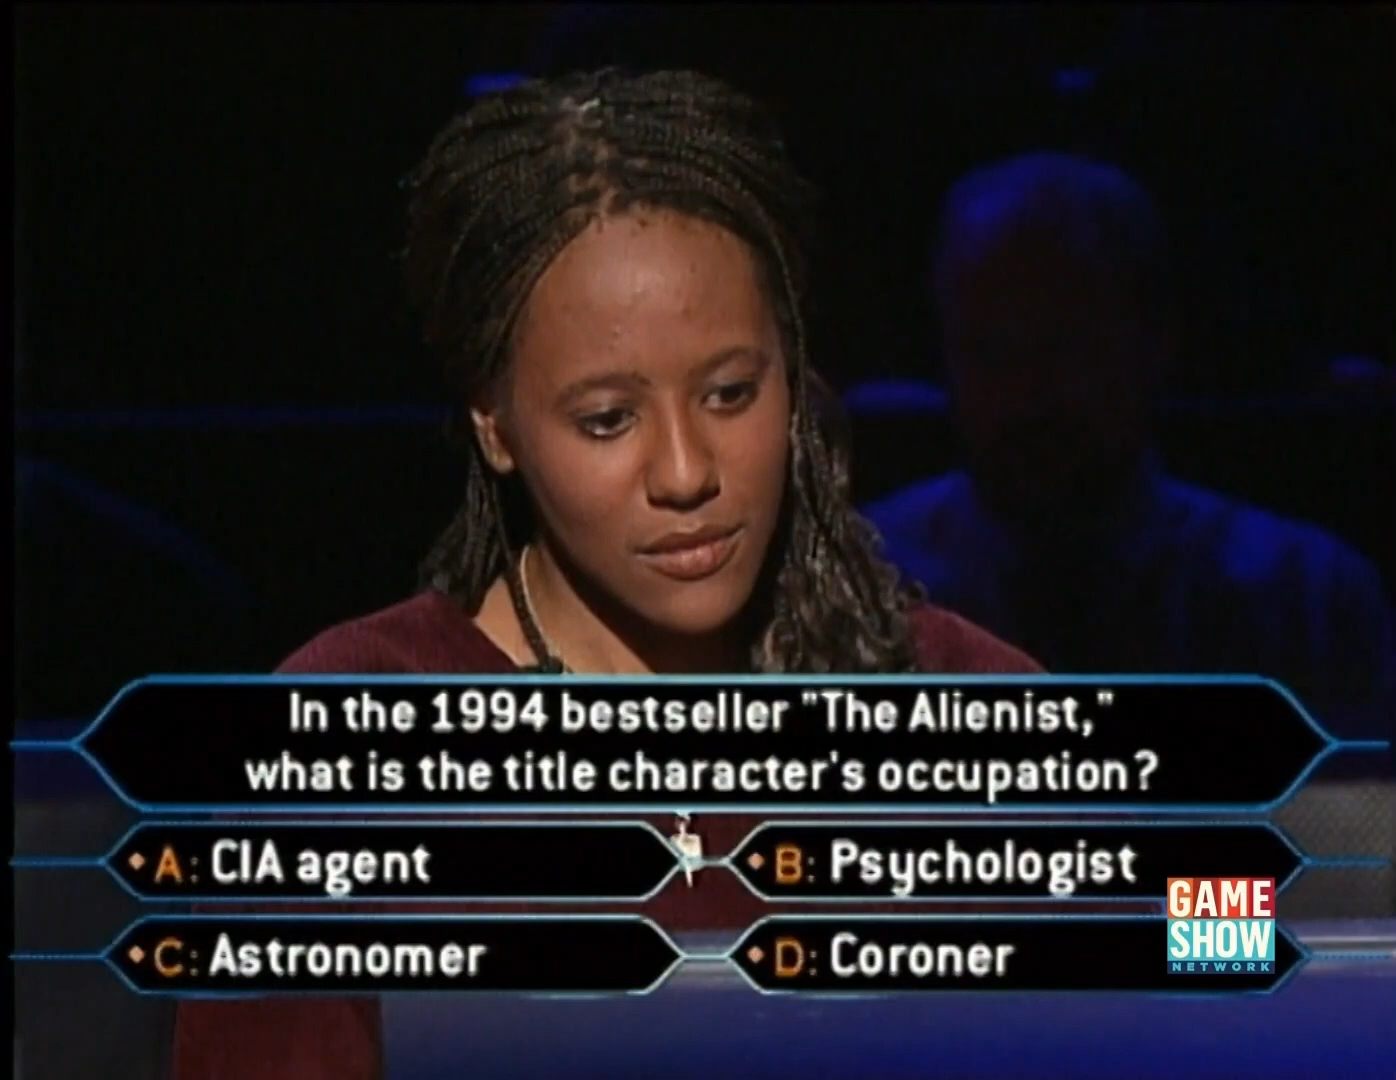 In the 1994 bestseller "The Alienist,"
what is the title character's occupation?
A: CIA agent
B: Psychologist
C: Astronomer
D: Coroner
GAME
SHOW
NETWORK